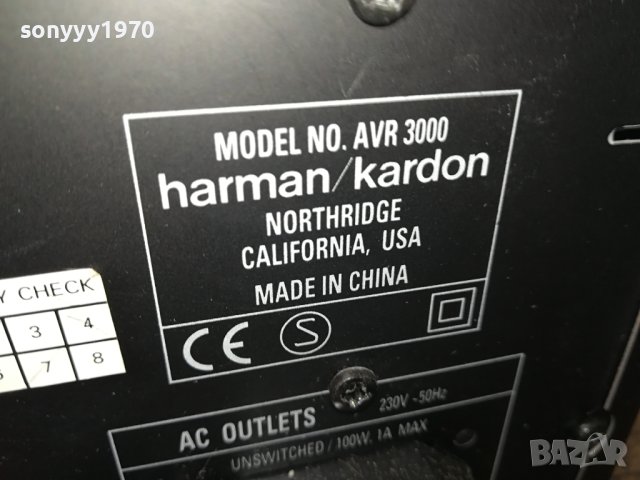 sonyyy1970
MODEL NO. AVR 3000
harman/kardon
NORTHRIDGE
CALIFORNIA, USA
MADE IN CHINA
CE S
Y CHECK
3 4
7 8
AC OUTLETS 230V ~50Hz
UNSWITCHED / 100W. 1A MAX
BAZAR